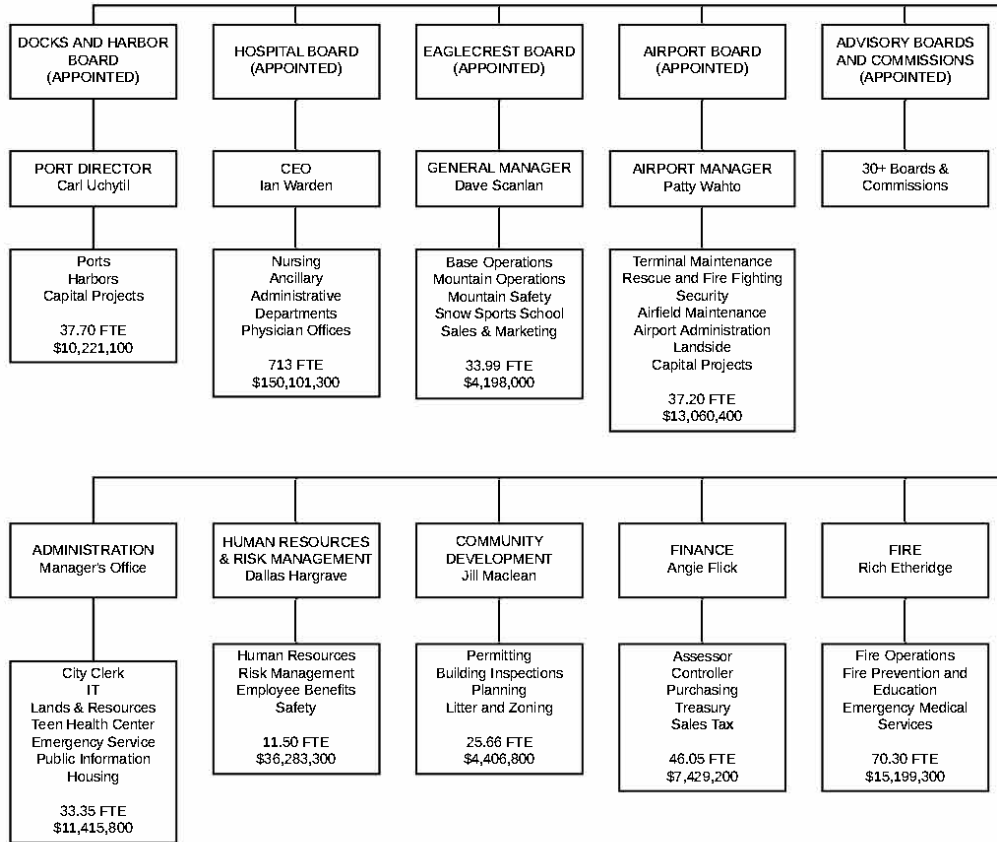 DOCKS AND HARBOR
BOARD
(APPOINTED)
HOSPITAL BOARD
(APPOINTED)
EAGLECREST BOARD
(APPOINTED)
AIRPORT BOARD
(APPOINTED)
ADVISORY BOARDS
AND COMMISSIONS
(APPOINTED)
PORT DIRECTOR
Carl Uchytil
CEO
Ian Warden
GENERAL MANAGER
Dave Scanlan
AIRPORT MANAGER
Patty Wahto
30+ Boards &
Commissions
Ports
Harbors
Capital Projects
37.70 FTE
$10,221,100
Nursing
Ancillary
Administrative
Departments
Physician Offices
713 FTE
$150,101,300
Base Operations
Mountain Operations
Mountain Safety
Snow Sports School
Sales & Marketing
33.99 FTE
$4,198,000
Terminal Maintenance
Rescue and Fire Fighting
Security
Airfield Maintenance
Airport Administration
Landside
Capital Projects
37.20 FTE
$13,060,400
ADMINISTRATION
Manager's Office
HUMAN RESOURCES
& RISK MANAGEMENT
Dallas Hargrave
COMMUNITY
DEVELOPMENT
Jill Maclean
FINANCE
Angie Flick
FIRE
Rich Etheridge
City Clerk
IT
Lands & Resources
Teen Health Center
Emergency Service
Public Information
Housing
33.35 FTE
$11,415,800
Human Resources
Risk Management
Employee Benefits
Safety
11.50 FTE
$36,283,300
Permitting
Building Inspections
Planning
Litter and Zoning
25.66 FTE
$4,406,800
Assessor
Controller
Purchasing
Treasury
Sales Tax
46.05 FTE
$7,429,200
Fire Operations
Fire Prevention and
Education
Emergency Medical
Services
70.30 FTE
$15,199,300